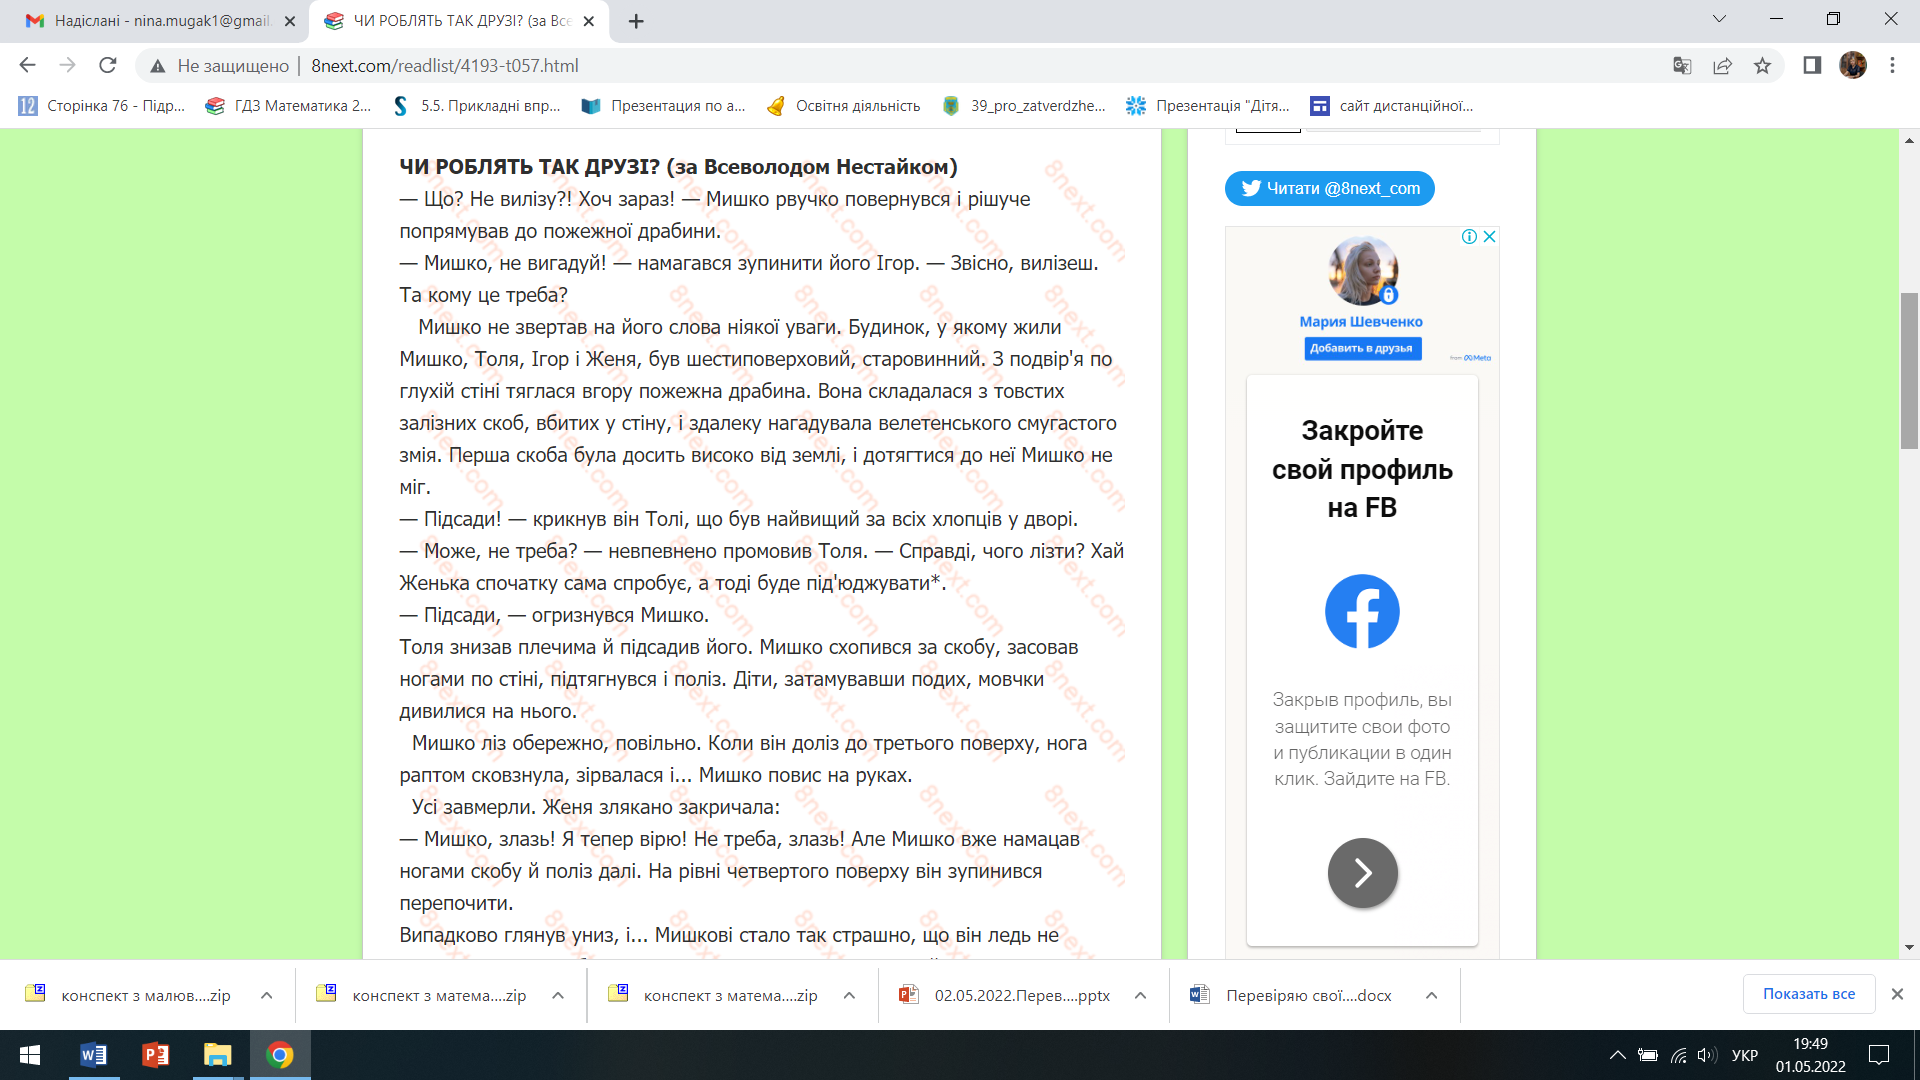 Надіслані - nina.mugak1@gmail.
ЧИ РОБЛЯТЬ ТАК ДРУЗІ? (за Все
Не защищено
8next.com/readlist/4193-t057.html
Сторінка 76 - Підр...
ГДЗ Математика 2...
5.5. Прикладні впр...
Презентация по а...
Освітня діяльність
39_pro_zatverdzhe...
Презентація "Дітя...
сайт дистанційної...
ЧИ РОБЛЯТЬ ТАК ДРУЗІ? (за Всеволодом Нестайком)
— Що? Не вилізу?! Хоч зараз! — Мишко рвучко повернувся і рішуче
попрямував до пожежної драбини.
— Мишко, не вигадуй! — намагався зупинити його Ігор. — Звісно, вилізеш.
Та кому це треба?
Мишко не звертав на його слова ніякої уваги. Будинок, у якому жили
Мишко, Толя, Ігор і Женя, був шестиповерховий, старовинний. З подвір'я по
глухій стіні тяглася вгору пожежна драбина. Вона складалася з товстих
залізних скоб, вбитих у стіну, і здалеку нагадувала велетенського смугастого
змія. Перша скоба була досить високо від землі, і дотягтися до неї Мишко не
міг.
— Підсади! — крикнув він Толі, що був найвищий за всіх хлопців у дворі.
— Може, не треба? — невпевнено промовив Толя. — Справді, чого лізти? Хай
Женька спочатку сама спробує, а тоді буде під'юджувати*.
— Підсади, — огризнувся Мишко.
Толя знизав плечима й підсадив його. Мишко схопився за скобу, засовав
ногами по стіні, підтягнувся і поліз. Діти, затамувавши подих, мовчки
дивилися на нього.
Мишко ліз обережно, повільно. Коли він доліз до третього поверху, нога
раптом сковзнула, зірвалася і... Мишко повис на руках.
Усі завмерли. Женя злякано закричала:
— Мишко, злазь! Я тепер вірю! Не треба, злазь! Але Мишко вже намацав
ногами скобу й поліз далі. На рівні четвертого поверху він зупинився
перепочити.
Випадково глянув униз, і... Мишкові стало так страшно, що він ледь не
Читати @8next_com
Мария Шевченко
Добавить в друзья
from Meta
Закройте
свой профиль
на FB
Закрыв профиль, вы
защитите свои фото
и публикации в один
клик. Зайдите на FB.
конспект з малюв....zip
конспект з матема....zip
конспект з матема....zip
02.05.2022.Перев....pptx
Перевіряю свої....docx
Показать все
УКР
19:49
01.05.2022